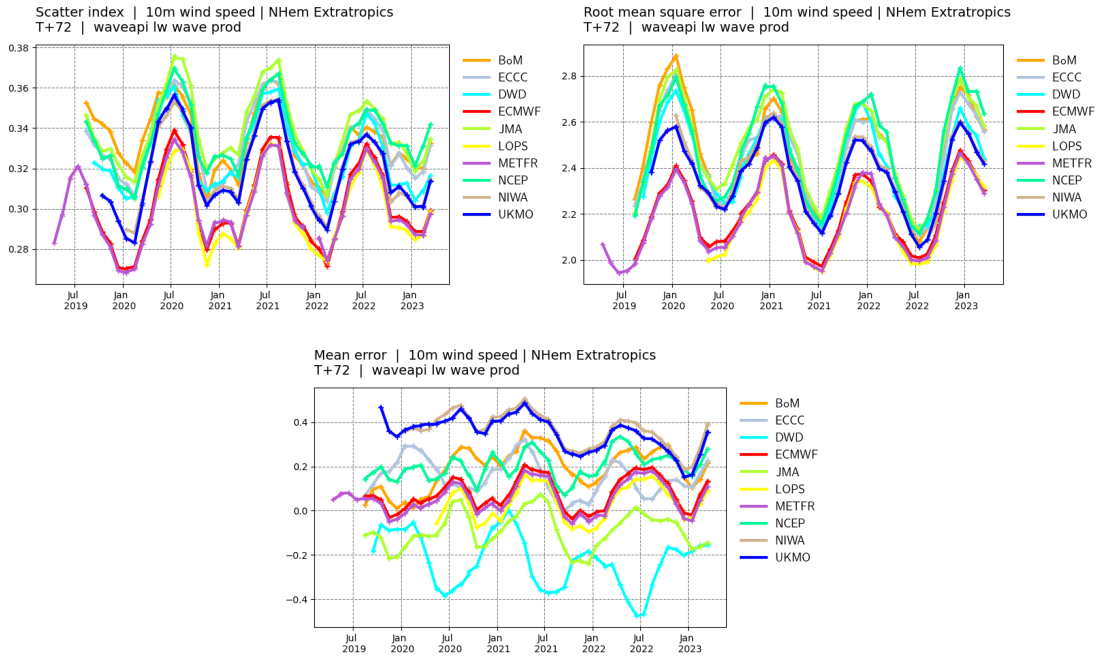 Scatter index | 10m wind speed | NHem Extratropics
T+72 | waveapi lw wave prod
0.38
0.36
0.34
0.32
0.30
0.28
Jul 2019
Jan 2020
Jul 2020
Jan 2021
Jul 2021
Jan 2022
Jul 2022
Jan 2023
BoM
ECCC
DWD
ECMWF
JMA
LOPS
METFR
NCEP
NIWA
UKMO
Root mean square error | 10m wind speed | NHem Extratropics
T+72 | waveapi lw wave prod
2.8
2.6
2.4
2.2
2.0
Jul 2019
Jan 2020
Jul 2020
Jan 2021
Jul 2021
Jan 2022
Jul 2022
Jan 2023
BoM
ECCC
DWD
ECMWF
JMA
LOPS
METFR
NCEP
NIWA
UKMO
Mean error | 10m wind speed | NHem Extratropics
T+72 | waveapi lw wave prod
0.4
0.2
0.0
−0.2
−0.4
Jul 2019
Jan 2020
Jul 2020
Jan 2021
Jul 2021
Jan 2022
Jul 2022
Jan 2023
BoM
ECCC
DWD
ECMWF
JMA
LOPS
METFR
NCEP
NIWA
UKMO